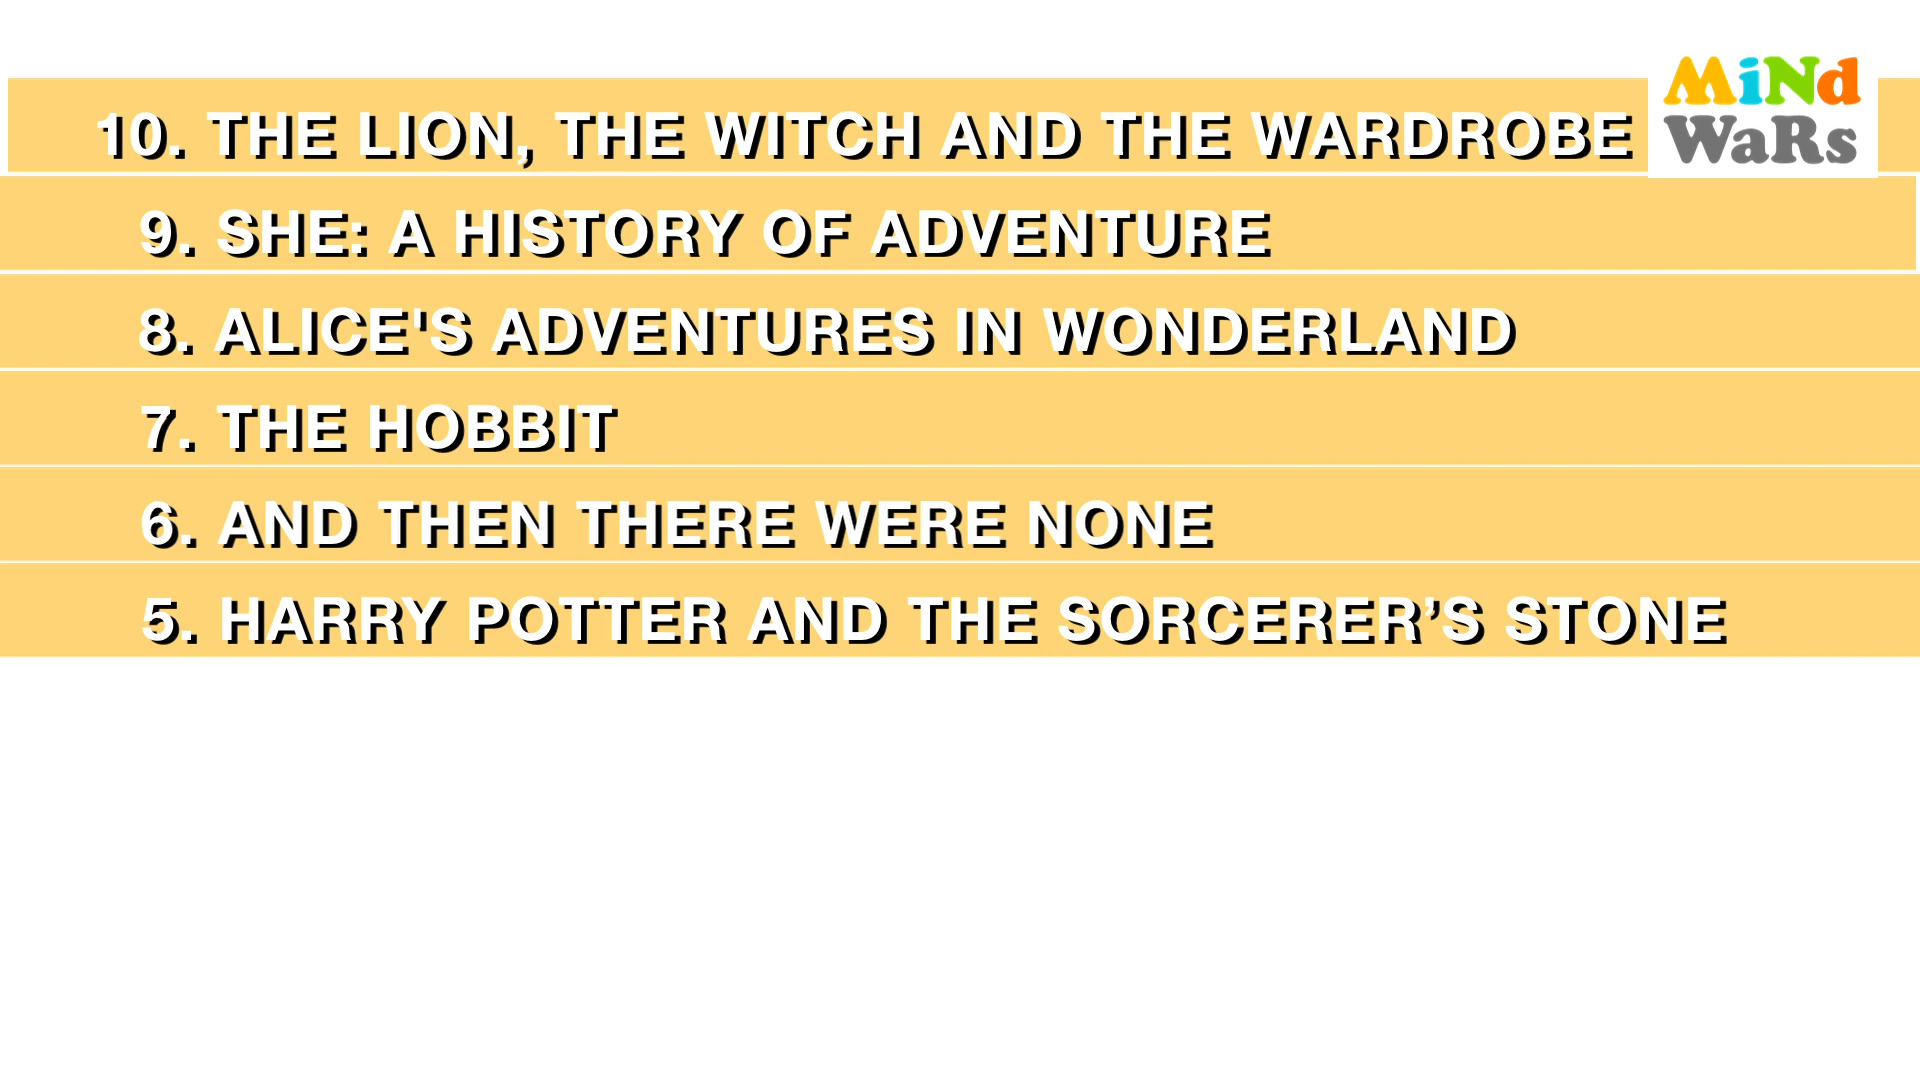 MiNd
WaRs
10. THE LION, THE WITCH AND THE WARDROBE
9. SHE: A HISTORY OF ADVENTURE
8. ALICE'S ADVENTURES IN WONDERLAND
7. THE HOBBIT
6. AND THEN THERE WERE NONE
5. HARRY POTTER AND THE SORCERER’S STONE